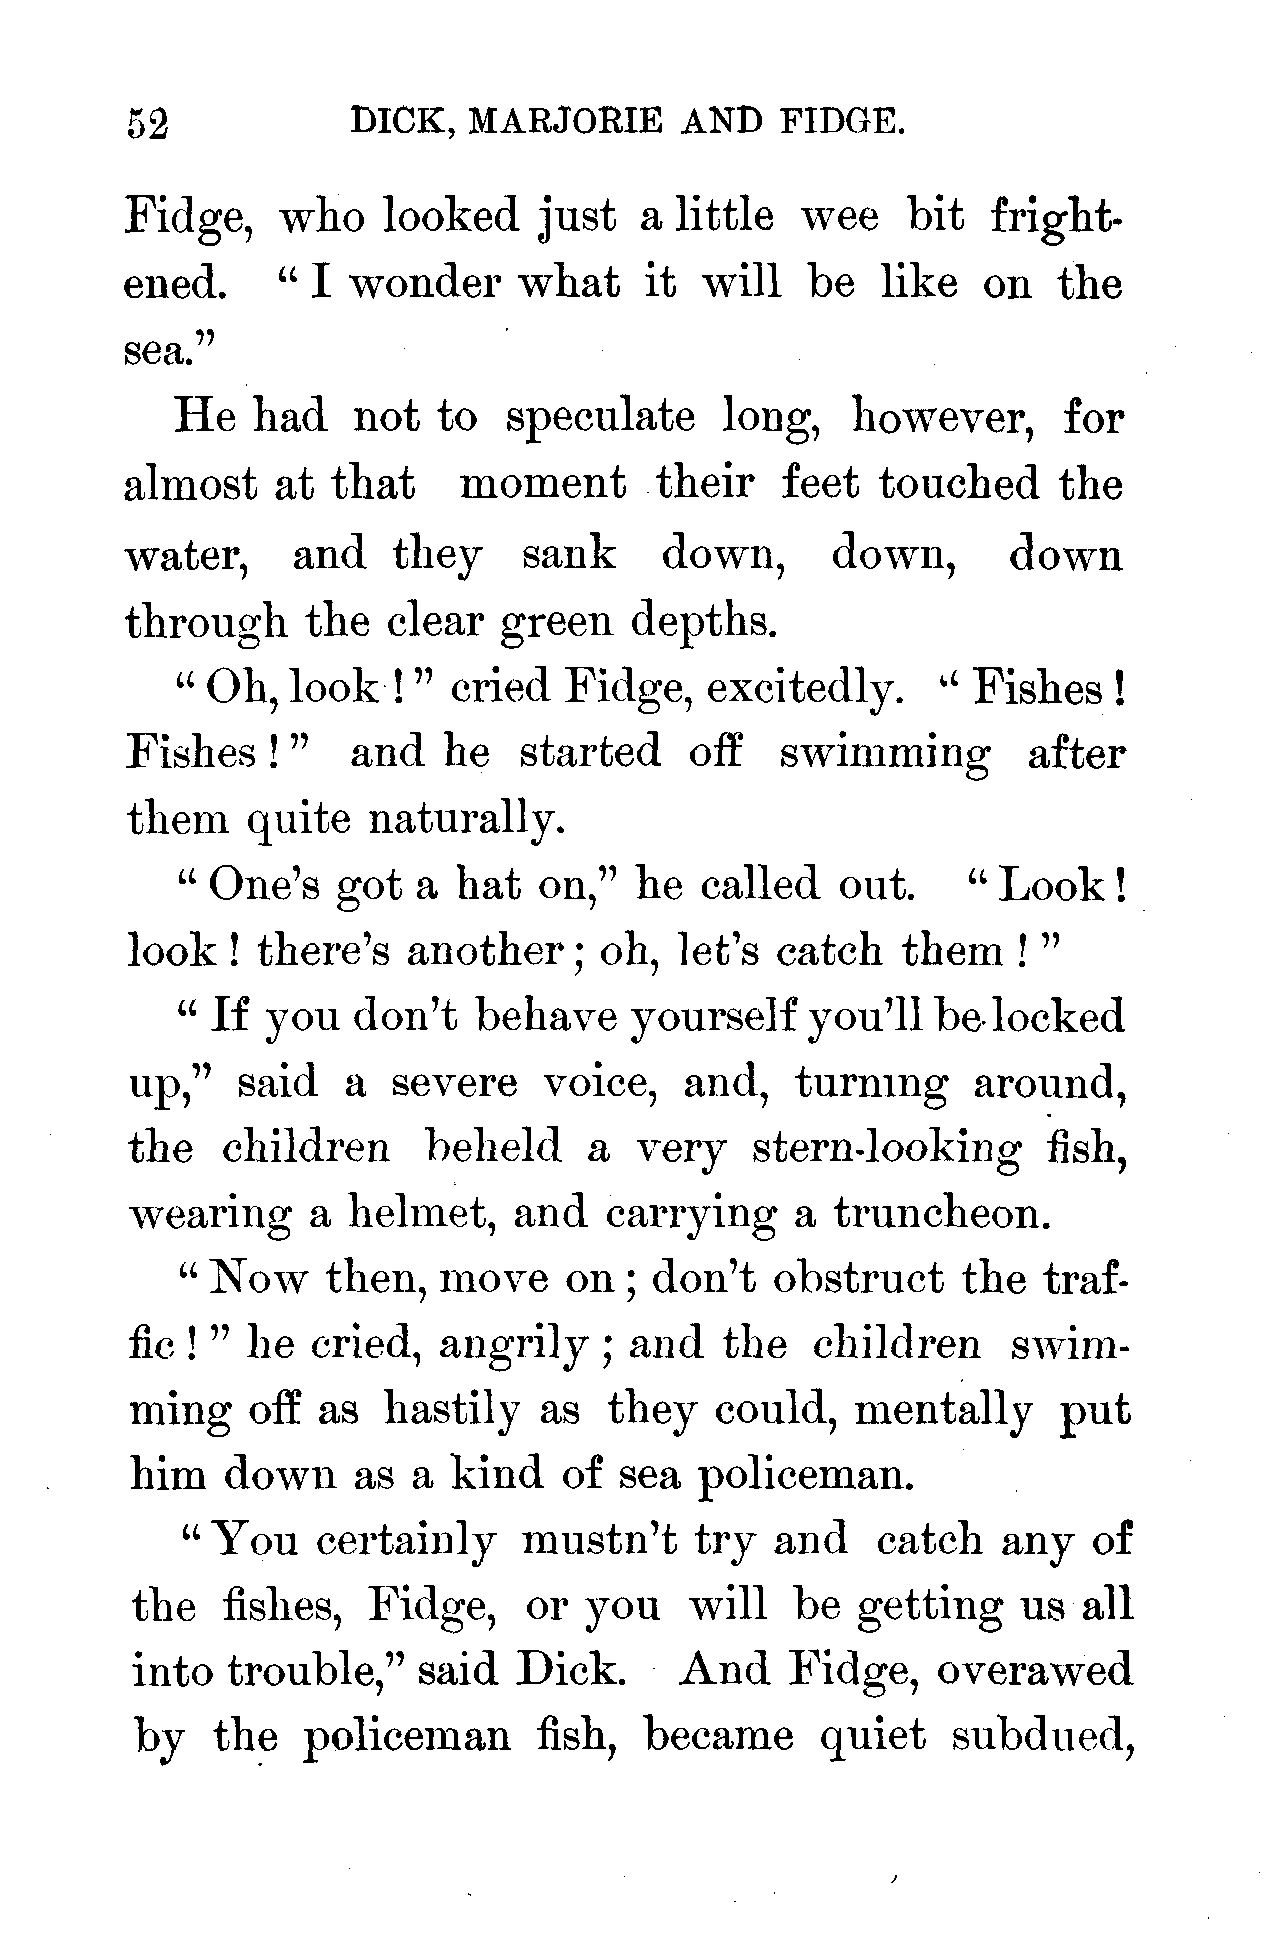 52 DICK, MARJORIE AND FIDGE.
Fidge, who looked just a little wee bit fright-
ened. " I wonder what it will be like on the
sea."
He had not to speculate long, however, for
almost at that moment their feet touched the
water, and they sank down, down, down
through the clear green depths.
" Oh, look ! " cried Fidge, excitedly. " Fishes !
Fishes ! " and he started off swimming after
them quite naturally.
" One's got a hat on," he called out. " Look !
look ! there's another ; oh, let's catch them ! "
" If you don't behave yourself you'll be locked
up," said a severe voice, and, turning around,
the children beheld a very stern-looking fish,
wearing a helmet, and carrying a truncheon.
" Now then, move on ; don't obstruct the traf-
fic ! " he cried, angrily ; and the children swim-
ming off as hastily as they could, mentally put
him down as a kind of sea policeman.
" You certainly mustn't try and catch any of
the fishes, Fidge, or you will be getting us all
into trouble," said Dick. And Fidge, overawed
by the policeman fish, became quiet subdued,